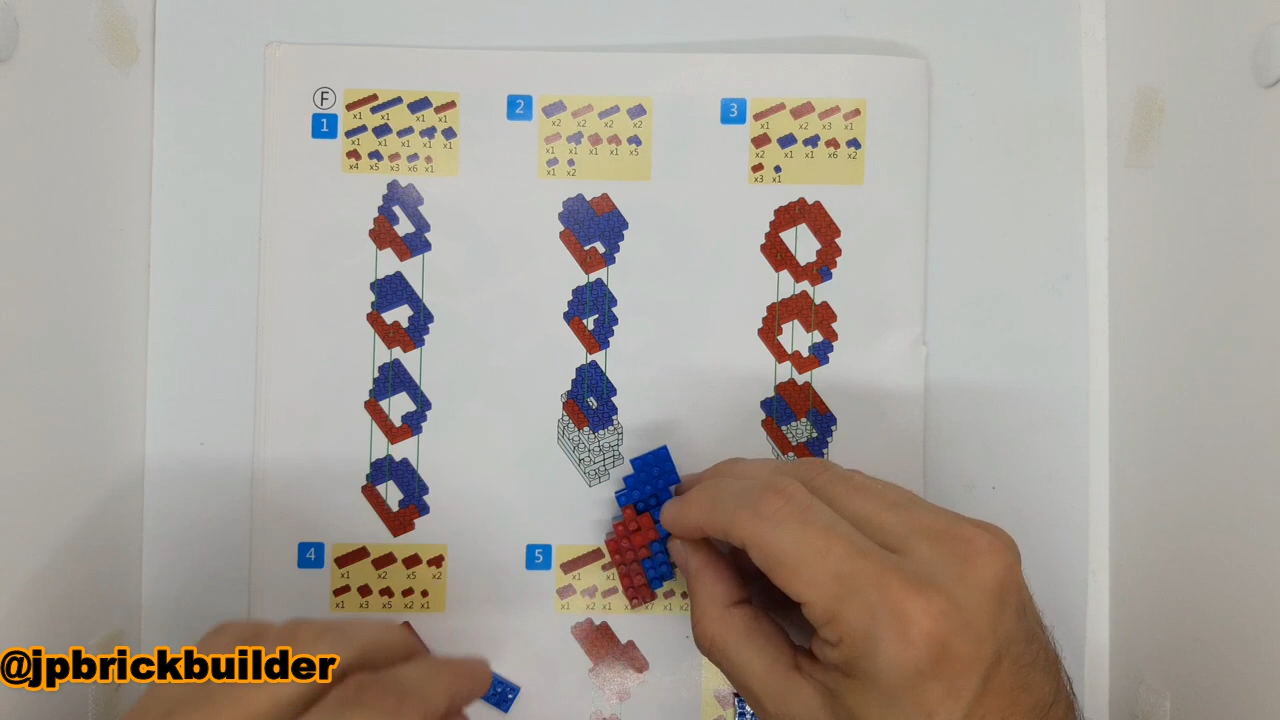 F
1
x1 x1 x1 x1
x1 x1 x1 x1 x1
x4 x5 x3 x6 x1
2
x2 x2 x2 x2
x1 x1 x1 x1 x5
x1 x2
3
x1 x2 x3 x1
x2 x1 x1 x6 x2
x3 x1
4
x1 x2 x5 x2
x1 x3 x5 x2 x1
5
x1
x1 x2 x1 x7 x1
@jpbrickbuilder